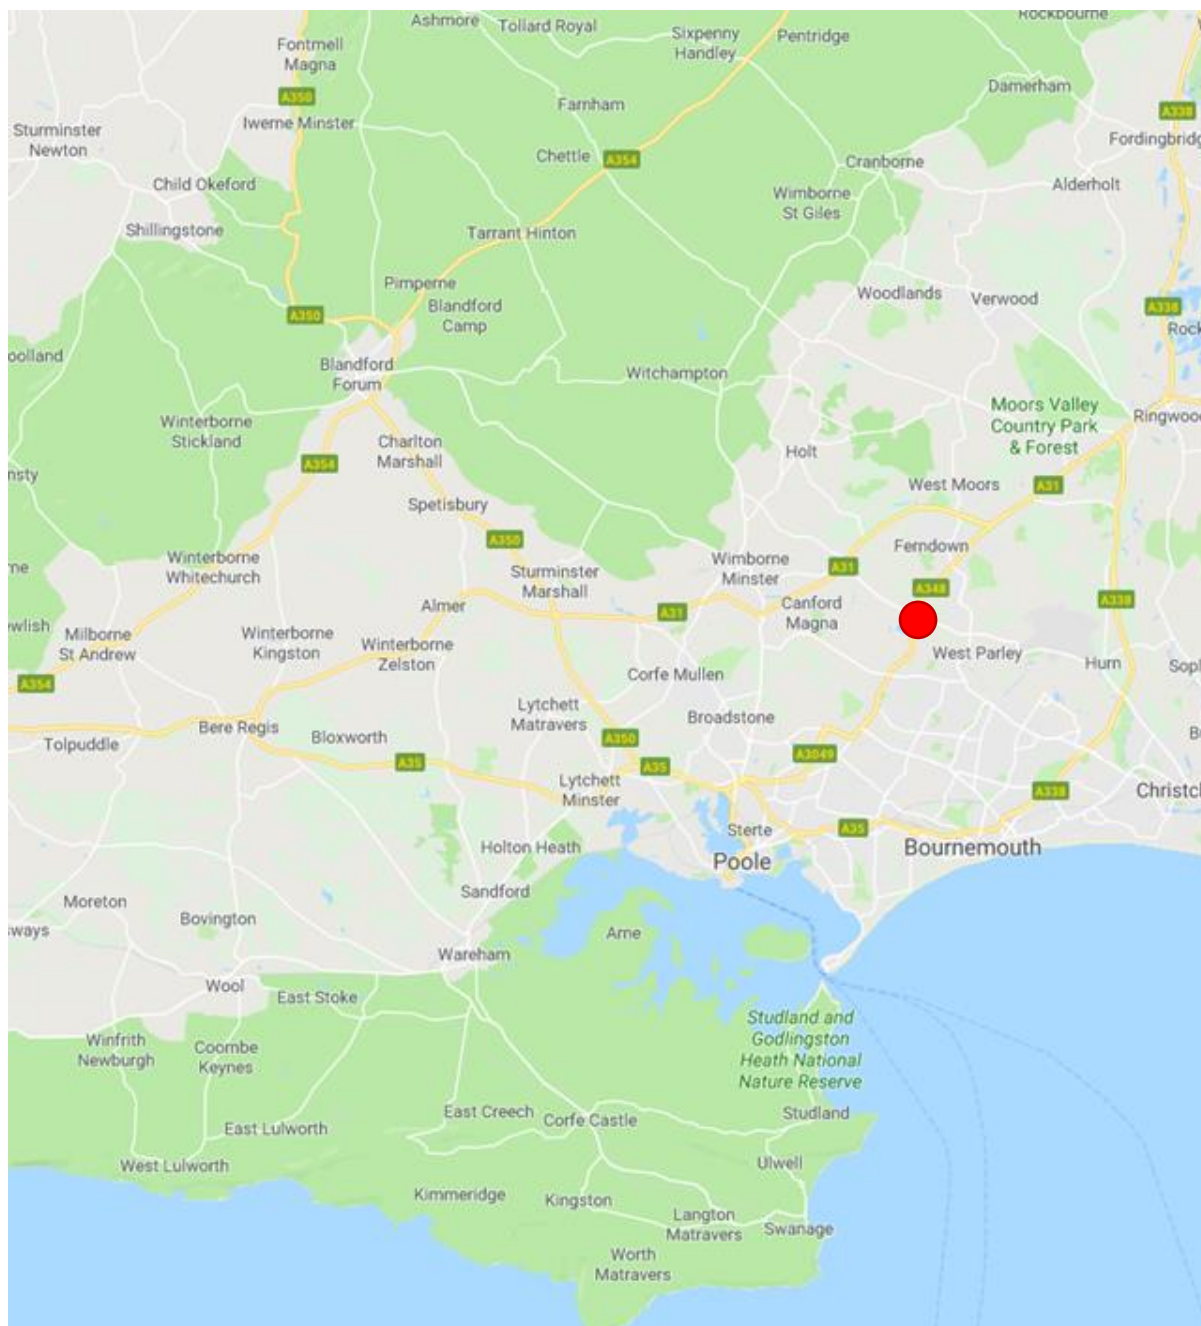 Ashmore
Tollard Royal
Sixpenny
Handley
Pentridge
Rockbourne
Fontmell
Magna
A350
Iwerne Minster
Farnham
Damerham
A338
Sturminster
Newton
Fordingbridg
Chettle
A354
Cranborne
Child Okeford
Wimborne
St Giles
Alderholt
Shillingstone
Tarrant Hinton
Pimperne
Blandford
Camp
Woodlands
Verwood
A350
A338
Rock
oolland
Blandford
Forum
Witchampton
Moors Valley
Country Park
& Forest
Ringwood
Winterborne
Stickland
Charlton
Marshall
Holt
A354
nsty
West Moors
A31
Spetisbury
A350
Ferndown
Winterborne
Whitechurch
Sturminster
Marshall
Wimborne
Minster
A31
ne
A348
A338
Almer
A31
Canford
Magna
ewlish
Milborne
St Andrew
Winterborne
Kingston
Winterborne
Zelston
West Parley
Hurn
Sopl
A354
Corfe Mullen
Lytchett
Matravers
Broadstone
Bere Regis
Tolpuddle
Bloxworth
A350
A3049
B
A35
A35
Lytchett
Minster
A338
Christcl
Sterte
A35
Holton Heath
Poole
Bournemouth
Sandford
Moreton
Bovington
sways
Arne
Wareham
Wool
East Stoke
Studland and
Godlingston
Heath National
Nature Reserve
Winfrith
Newburgh
Coombe
Keynes
East Creech
Corfe Castle
Studland
East Lulworth
West Lulworth
Ulwell
Kimmeridge
Kingston
Langton
Matravers
Swanage
Worth
Matravers